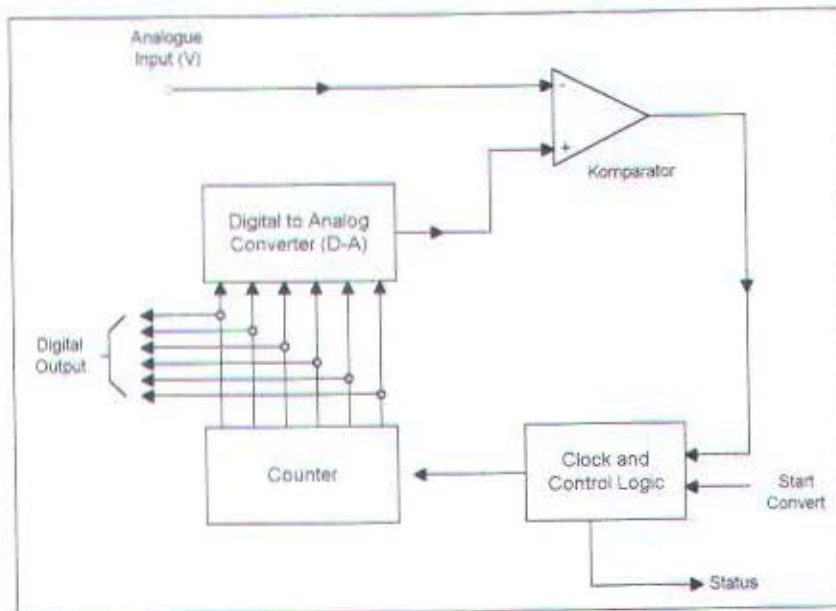 Analogue
Input (V)
-
+
Komparator
Digital to Analog
Converter (D-A)
Digital
Output
Counter
Clock and
Control Logic
Start
Convert
Status